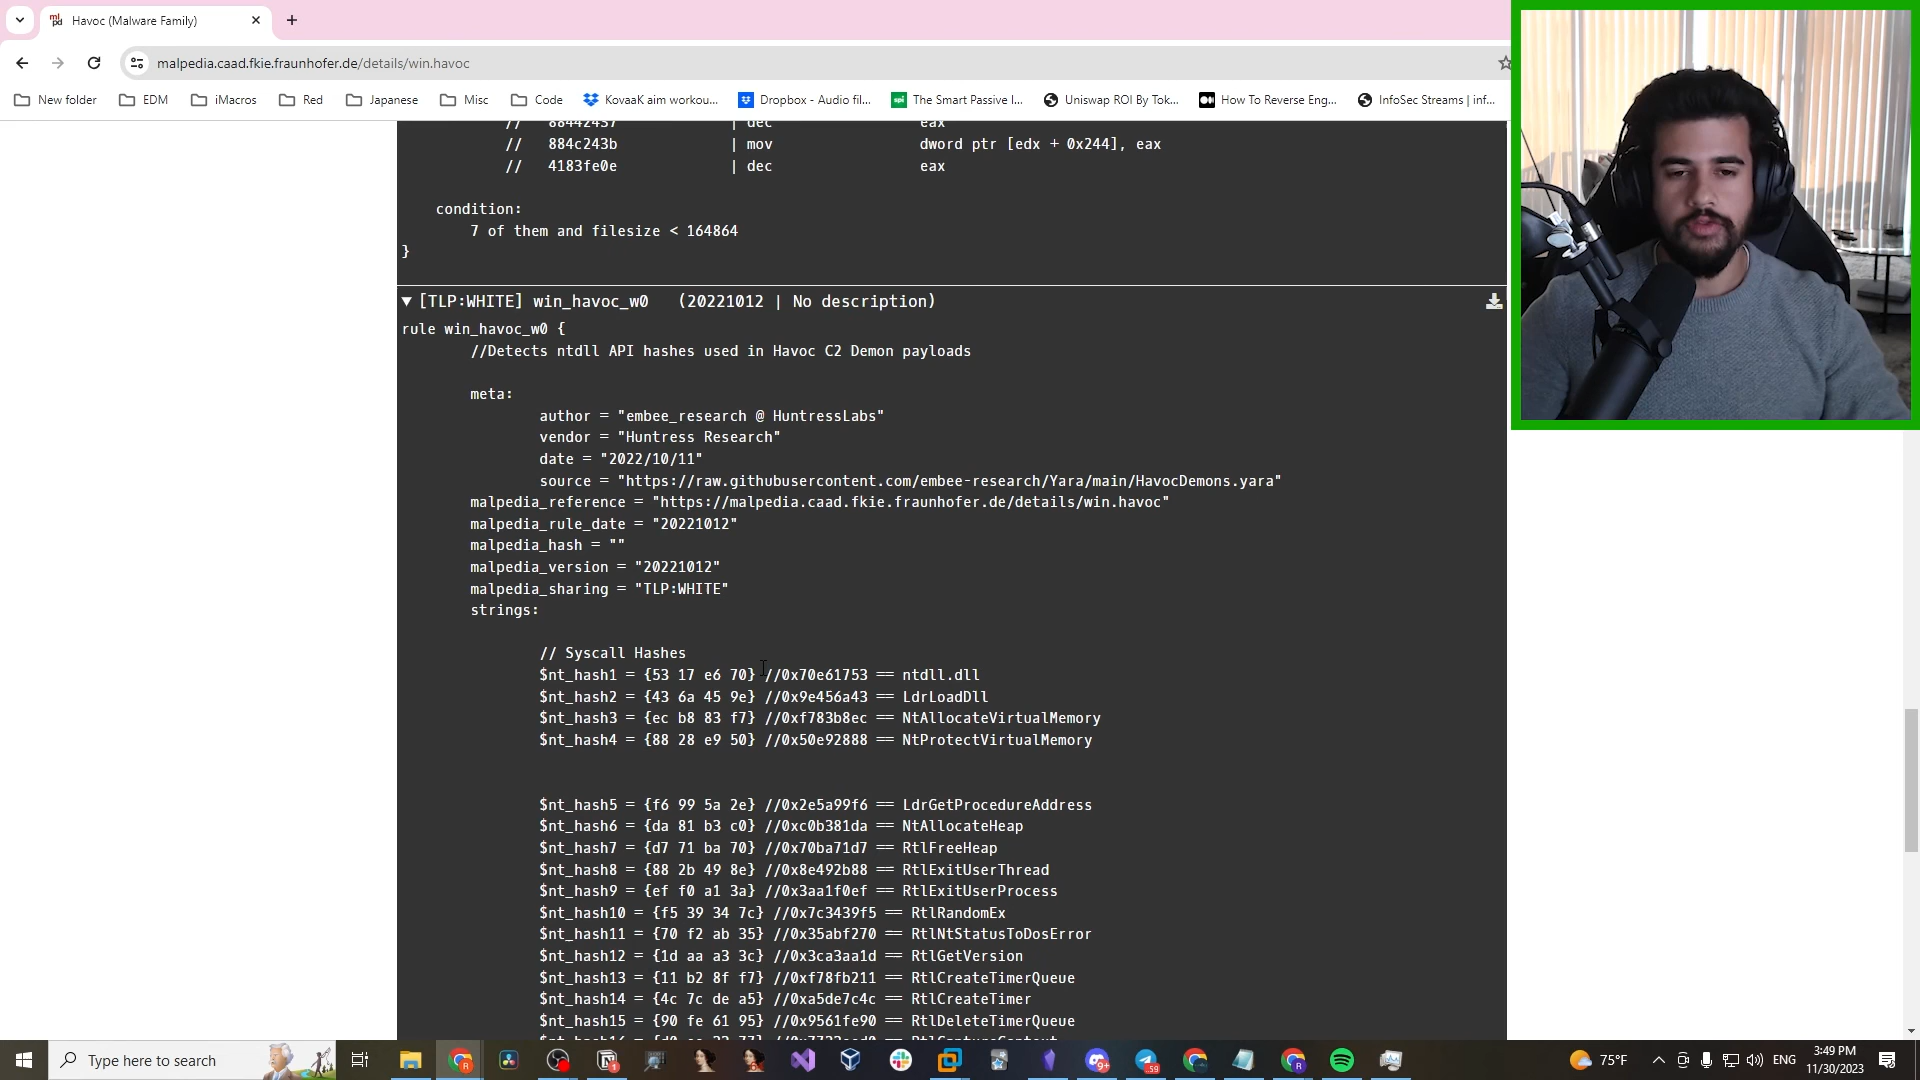 Havoc (Malware Family)
malpedia.caad.fkie.fraunhofer.de/details/win.havoc
New folder EDM iMacros Red Japanese Misc Code KovaaK aim workou... Dropbox - Audio fil... The Smart Passive I... Uniswap ROI By Tok... How To Reverse Eng... InfoSec Streams | inf...
// 88442437 | dec eax
// 884c243b | mov dword ptr [edx + 0x244], eax
// 4183fe0e | dec eax
condition:
7 of them and filesize < 164864
}
[TLP:WHITE] win_havoc_w0 (20221012 | No description)
rule win_havoc_w0 {
//Detects ntdll API hashes used in Havoc C2 Demon payloads
meta:
author = "embee_research @ HuntressLabs"
vendor = "Huntress Research"
date = "2022/10/11"
source = "https://raw.githubusercontent.com/embee-research/Yara/main/HavocDemons.yara"
malpedia_reference = "https://malpedia.caad.fkie.fraunhofer.de/details/win.havoc"
malpedia_rule_date = "20221012"
malpedia_hash = ""
malpedia_version = "20221012"
malpedia_sharing = "TLP:WHITE"
strings:
// Syscall Hashes
$nt_hash1 = {53 17 e6 70} //0x70e61753 == ntdll.dll
$nt_hash2 = {43 6a 45 9e} //0x9e456a43 == LdrLoadDll
$nt_hash3 = {ec b8 83 f7} //0xf783b8ec == NtAllocateVirtualMemory
$nt_hash4 = {88 28 e9 50} //0x50e92888 == NtProtectVirtualMemory
$nt_hash5 = {f6 99 5a 2e} //0x2e5a99f6 == LdrGetProcedureAddress
$nt_hash6 = {da 81 b3 c0} //0xc0b381da == NtAllocateHeap
$nt_hash7 = {d7 71 ba 70} //0x70ba71d7 == RtlFreeHeap
$nt_hash8 = {88 2b 49 8e} //0x8e492b88 == RtlExitUserThread
$nt_hash9 = {ef f0 a1 3a} //0x3aa1f0ef == RtlExitUserProcess
$nt_hash10 = {f5 39 34 7c} //0x7c3439f5 == RtlRandomEx
$nt_hash11 = {70 f2 ab 35} //0x35abf270 == RtlNtStatusToDosError
$nt_hash12 = {1d aa a3 3c} //0x3ca3aa1d == RtlGetVersion
$nt_hash13 = {11 b2 8f f7} //0xf78fb211 == RtlCreateTimerQueue
$nt_hash14 = {4c 7c de a5} //0xa5de7c4c == RtlCreateTimer
$nt_hash15 = {90 fe 61 95} //0x9561fe90 == RtlDeleteTimerQueue
Type here to search
75°F
ENG
3:49 PM
11/30/2023